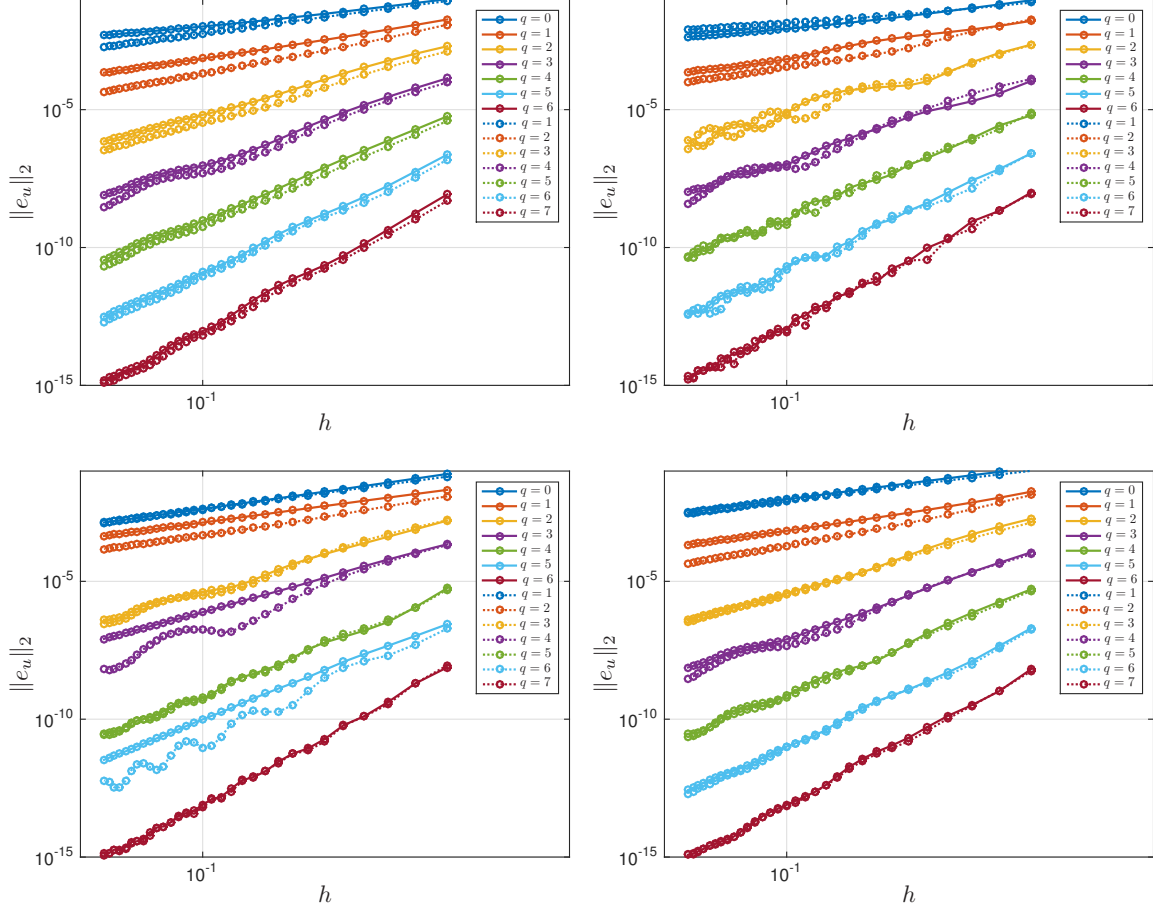 q = 0
q = 1
q = 2
q = 3
q = 4
q = 5
q = 6
q = 1
q = 2
q = 3
q = 4
q = 5
q = 6
q = 7
10^-5
10^-10
10^-15
10^-1
||e_u||_2
h
q = 0
q = 1
q = 2
q = 3
q = 4
q = 5
q = 6
q = 1
q = 2
q = 3
q = 4
q = 5
q = 6
q = 7
10^-5
10^-10
10^-15
10^-1
||e_u||_2
h
q = 0
q = 1
q = 2
q = 3
q = 4
q = 5
q = 6
q = 1
q = 2
q = 3
q = 4
q = 5
q = 6
q = 7
10^-5
10^-10
10^-15
10^-1
||e_u||_2
h
q = 0
q = 1
q = 2
q = 3
q = 4
q = 5
q = 6
q = 1
q = 2
q = 3
q = 4
q = 5
q = 6
q = 7
10^-5
10^-10
10^-15
10^-1
||e_u||_2
h